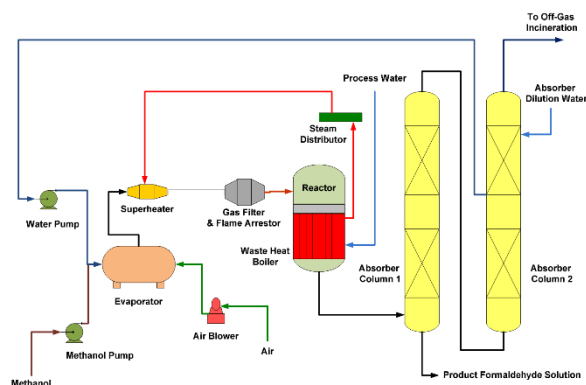 To Off-Gas
Incineration
Process Water
Absorber
Dilution Water
Steam
Distributor
Reactor
Water Pump
Superheater
Gas Filter
& Flame Arrestor
Waste Heat
Boiler
Absorber
Column 1
Absorber
Column 2
Evaporator
Air Blower
Air
Methanol Pump
Methanol
Product Formaldehyde Solution